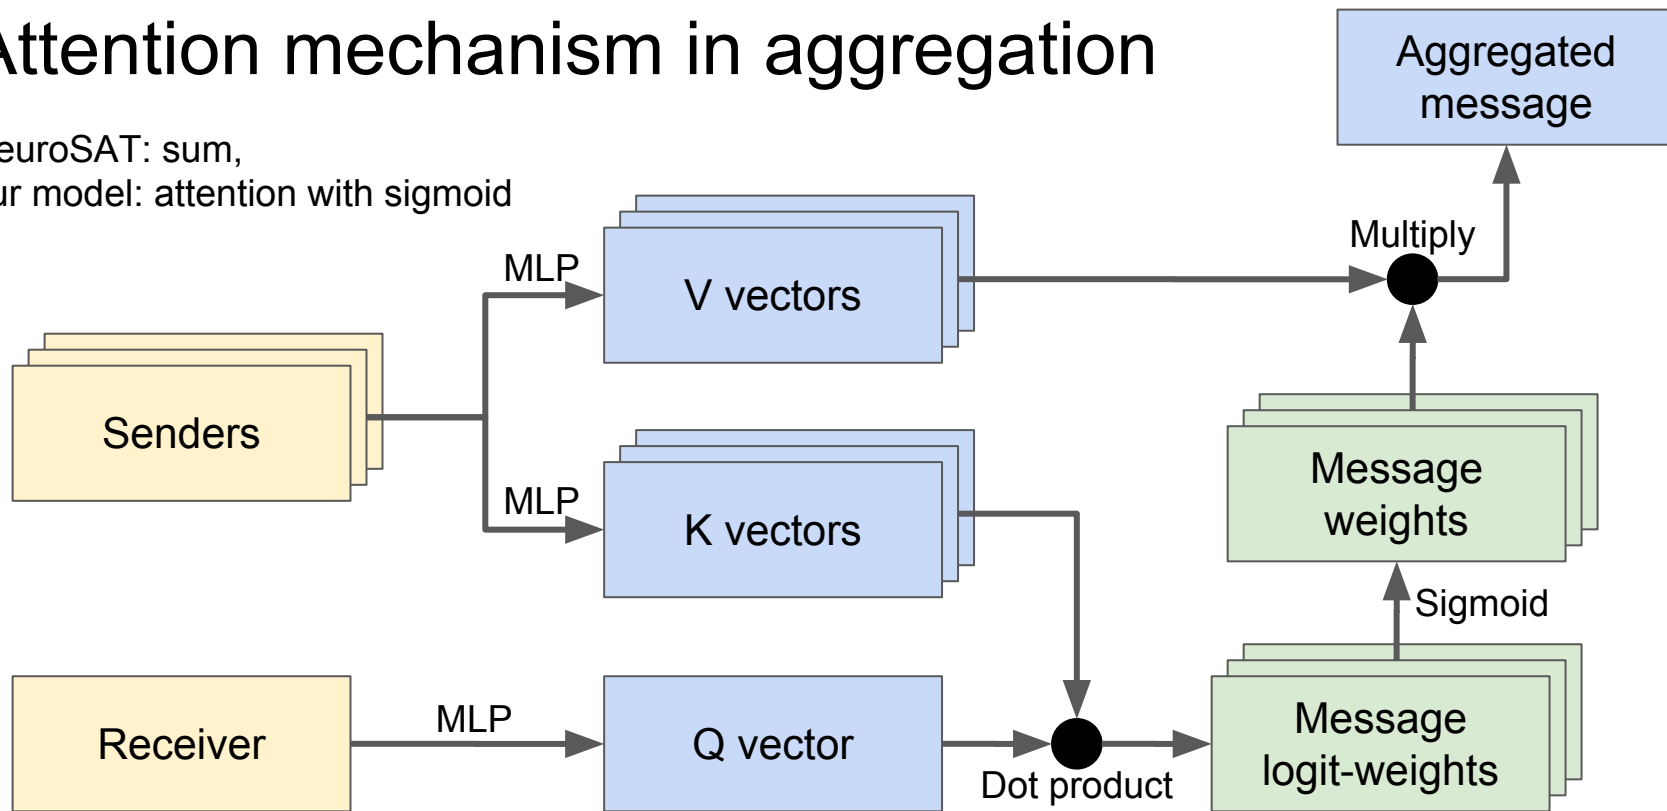 Attention mechanism in aggregation
Aggregated
message
euroSAT: sum,
ur model: attention with sigmoid
Multiply
MLP
V vectors
Senders
Message
weights
MLP
K vectors
Sigmoid
Receiver
MLP
Q vector
Dot product
Message
logit-weights